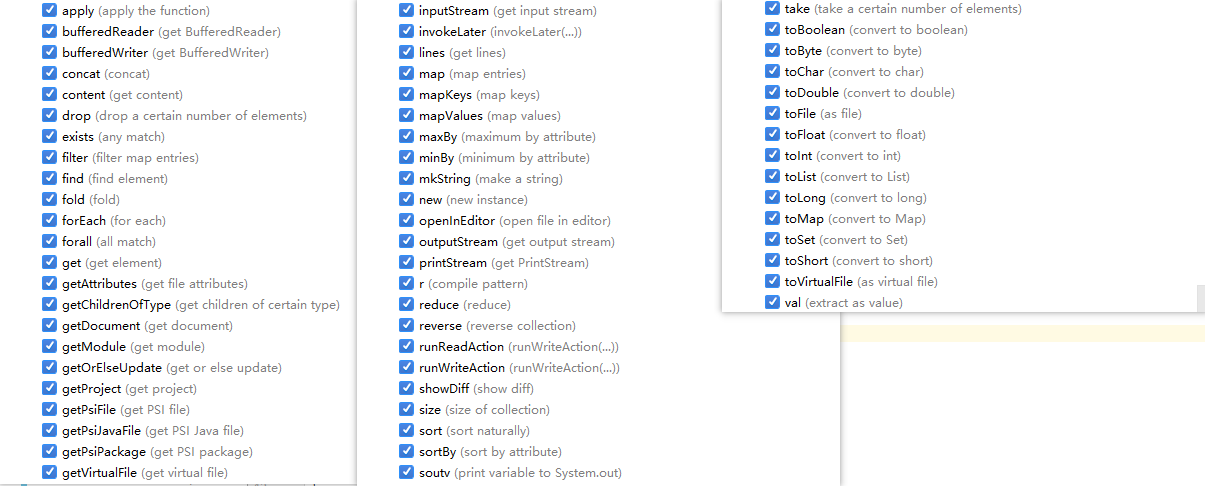 apply (apply the function)
bufferedReader (get BufferedReader)
bufferedWriter (get BufferedWriter)
concat (concat)
content (get content)
drop (drop a certain number of elements)
exists (any match)
filter (filter map entries)
find (find element)
fold (fold)
forEach (for each)
forall (all match)
get (get element)
getAttributes (get file attributes)
getChildrenOfType (get children of certain type)
getDocument (get document)
getModule (get module)
getOrElseUpdate (get or else update)
getProject (get project)
getPsiFile (get PSI file)
getPsiJavaFile (get PSI Java file)
getPsiPackage (get PSI package)
getVirtualFile (get virtual file)
inputStream (get input stream)
invokeLater (invokeLater(...))
lines (get lines)
map (map entries)
mapKeys (map keys)
mapValues (map values)
maxBy (maximum by attribute)
minBy (minimum by attribute)
mkString (make a string)
new (new instance)
openInEditor (open file in editor)
outputStream (get output stream)
printStream (get PrintStream)
r (compile pattern)
reduce (reduce)
reverse (reverse collection)
runReadAction (runWriteAction(...))
runWriteAction (runWriteAction(...))
showDiff (show diff)
size (size of collection)
sort (sort naturally)
sortBy (sort by attribute)
soutv (print variable to System.out)
take (take a certain number of elements)
toBoolean (convert to boolean)
toByte (convert to byte)
toChar (convert to char)
toDouble (convert to double)
toFile (as file)
toFloat (convert to float)
toInt (convert to int)
toList (convert to List)
toLong (convert to long)
toMap (convert to Map)
toSet (convert to Set)
toShort (convert to short)
toVirtualFile (as virtual file)
val (extract as value)